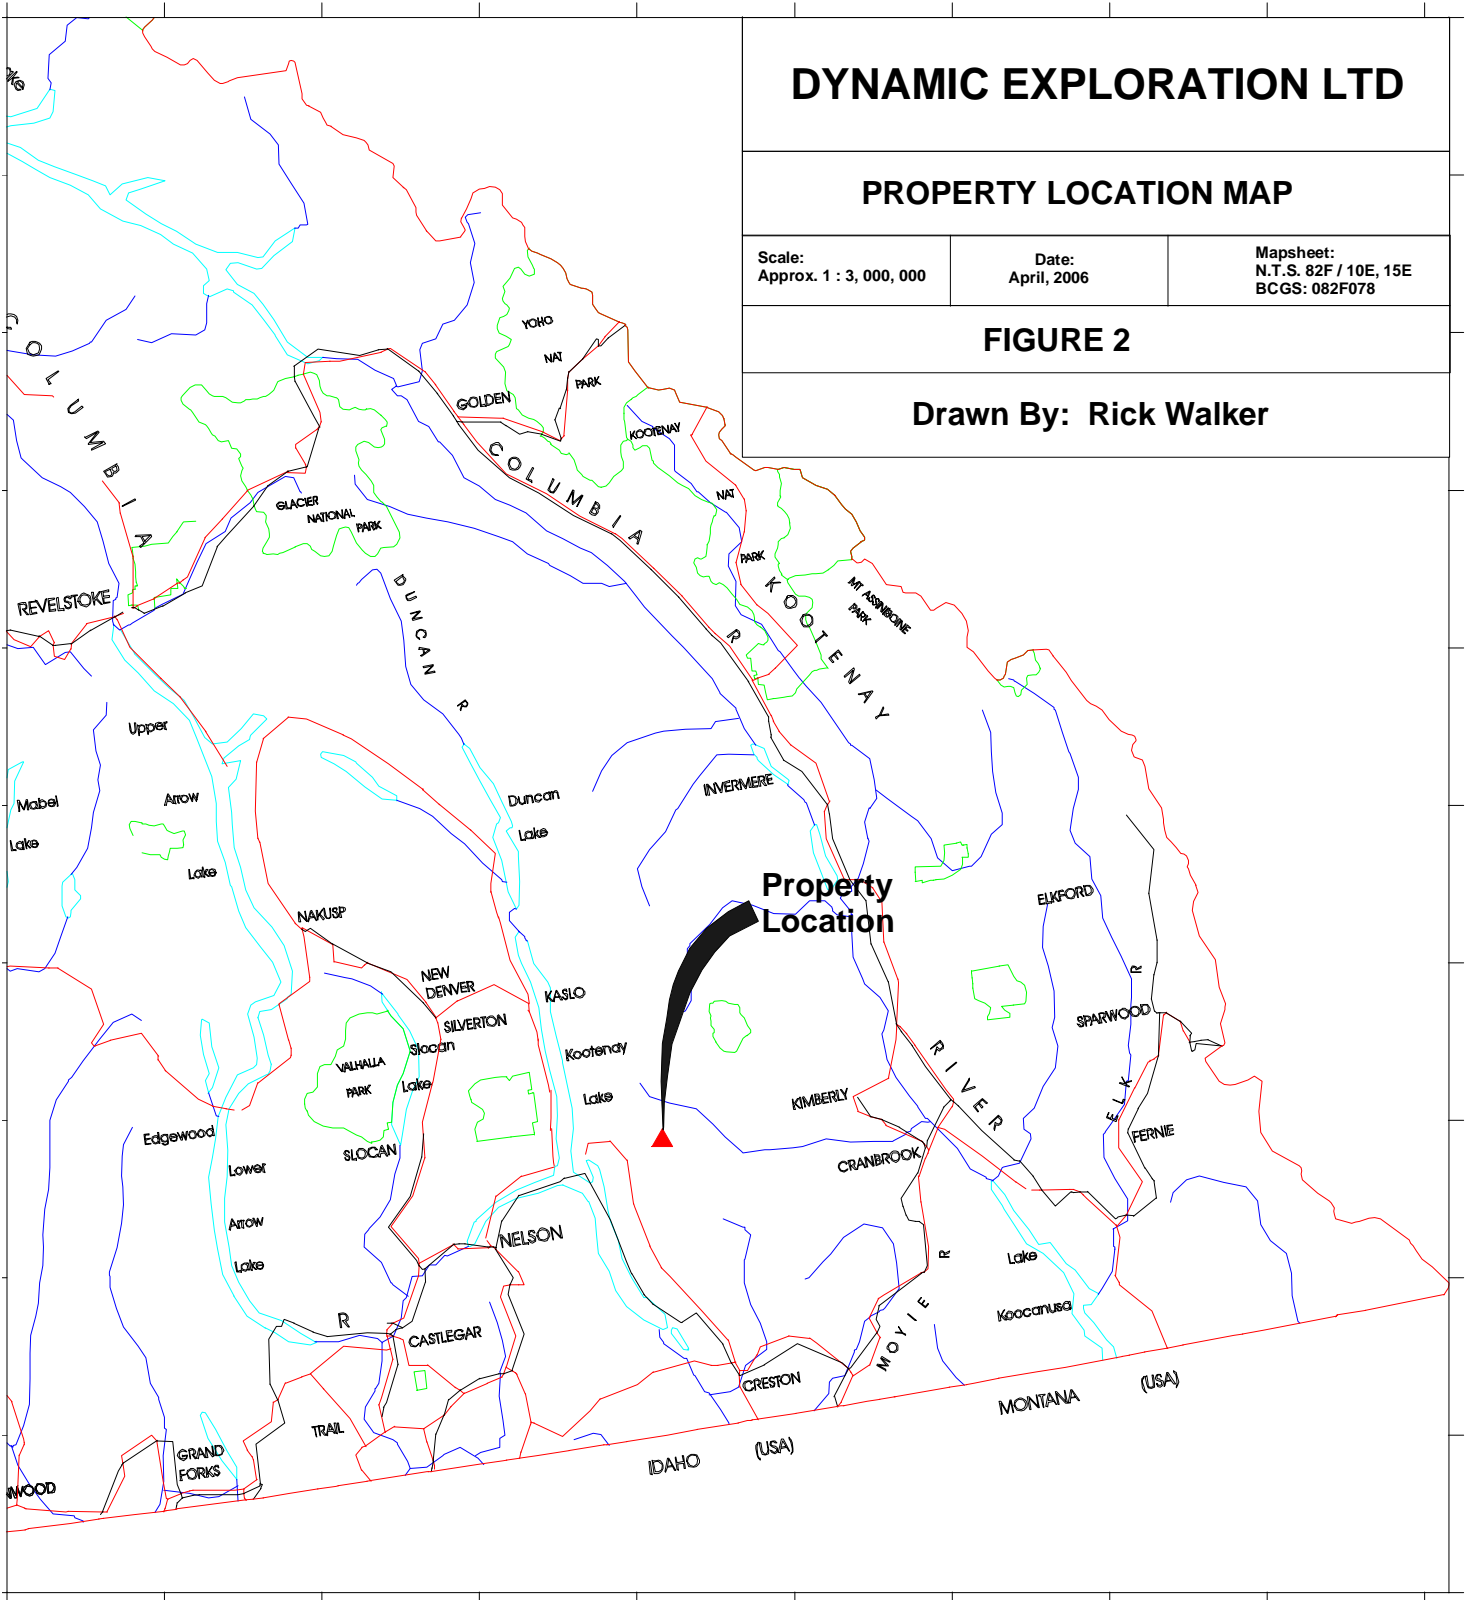 DYNAMIC EXPLORATION LTD
PROPERTY LOCATION MAP
Scale:
Approx. 1 : 3, 000, 000
Date:
April, 2006
Mapsheet:
N.T.S. 82F / 10E, 15E
BCGS: 082F078
FIGURE 2
Drawn By: Rick Walker
YOHO
NAT
PARK
COLUMBIA
GOLDEN
KOOTENAY
NAT
PARK
COLUMBIA
R
GLACIER
NATIONAL
PARK
KOOTENAY
MT ASSINIBOINE
PARK
REVELSTOKE
DUNCAN
R
Upper
Arrow
Lake
Mabel
Lake
Duncan
Lake
INVERMERE
Property
Location
ELKFORD
NAKUSP
NEW
DENVER
SILVERTON
KASLO
Slocan
Lake
VALHALLA
PARK
Kootenay
Lake
R
SPARWOOD
RIVER
KIMBERLY
ELK
FERNIE
Edgewood
SLOCAN
CRANBROOK
Lower
Arrow
Lake
NELSON
R
MOYIE
Lake
Koocanusa
R
CASTLEGAR
CRESTON
MONTANA
(USA)
TRAIL
IDAHO
(USA)
GRAND
FORKS
NWOOD